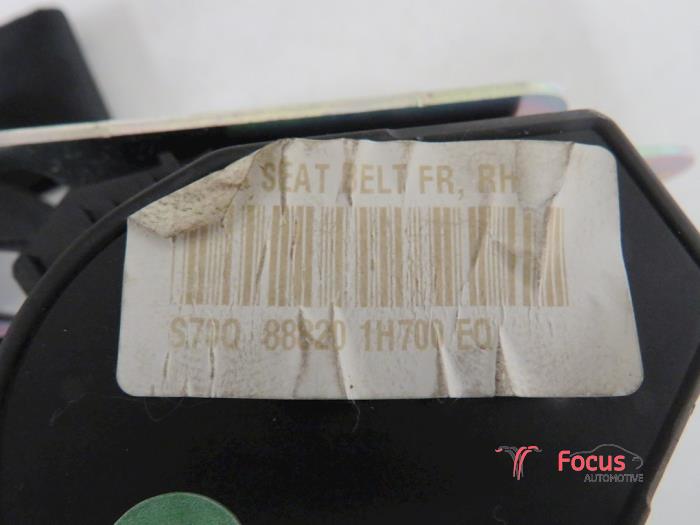 SEAT BELT FR, RH
S70Q 88820 1H700 EQ
Focus
AUTOMOTIVE